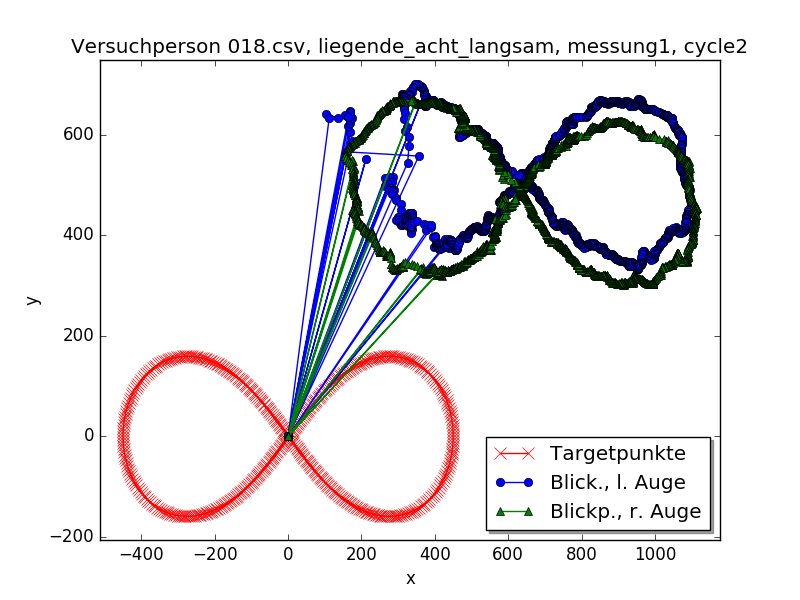 Versuchperson 018.csv, liegende_acht_langsam, messung1, cycle2
y
600
400
200
0
−200
−400
−200
0
200
400
600
800
1000
x
Targetpunkte
Blick., l. Auge
Blickp., r. Auge